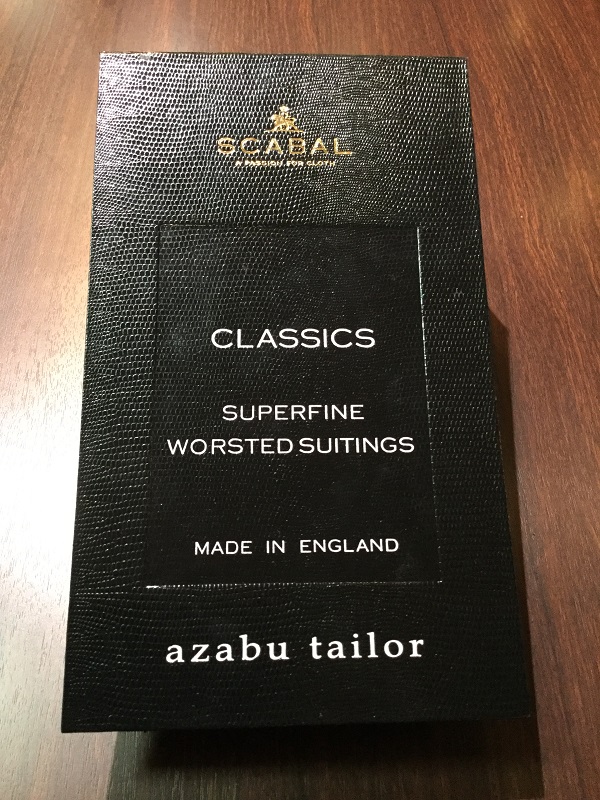 SCABAL
A PASSION FOR CLOTH
CLASSICS
SUPERFINE
WORSTED SUITINGS
MADE IN ENGLAND
azabu tailor